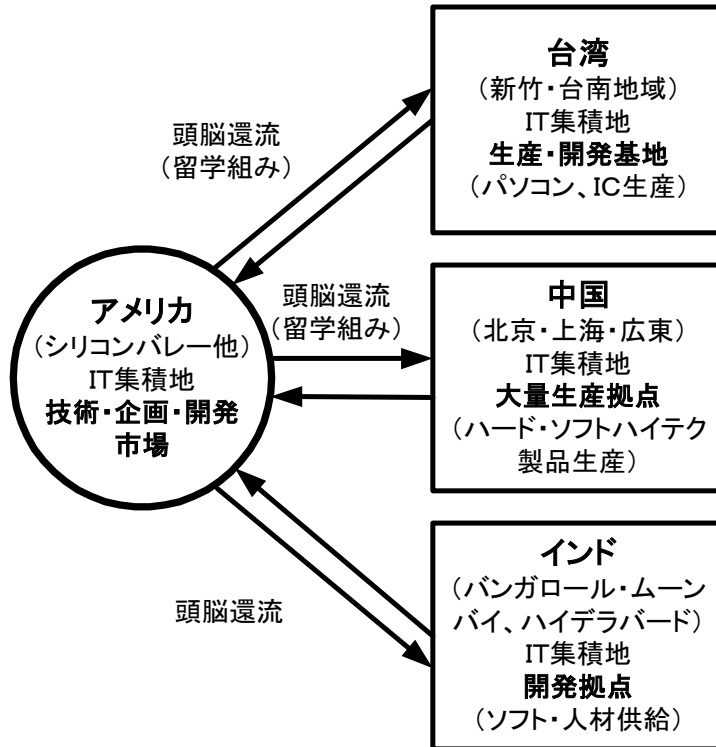 台湾
（新竹・台南地域）
IT集積地
生産・開発基地
（パソコン、IC生産）
頭脳還流
（留学組み）
アメリカ
（シリコンバレー他）
IT集積地
技術・企画・開発
市場
頭脳還流
（留学組み）
中国
（北京・上海・広東）
IT集積地
大量生産拠点
（ハード・ソフトハイテク
製品生産）
頭脳還流
インド
（バンガロール・ムーン
バイ、ハイデラバード）
IT集積地
開発拠点
（ソフト・人材供給）